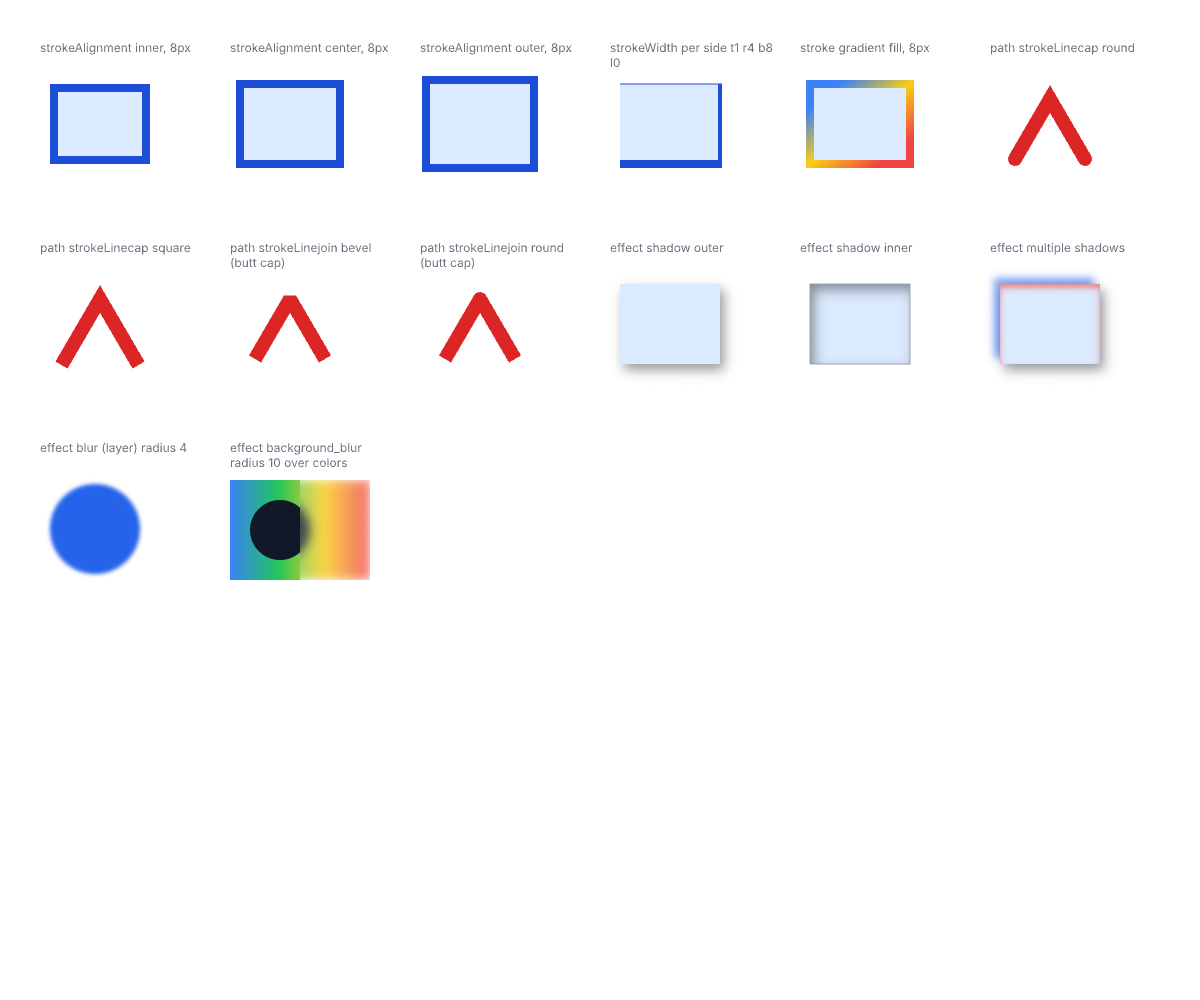 strokeAlignment inner, 8px
strokeAlignment center, 8px
strokeAlignment outer, 8px
strokeWidth per side t1 r4 b8
l0
stroke gradient fill, 8px
path strokeLinecap round
path strokeLinecap square
path strokeLinejoin bevel
(butt cap)
path strokeLinejoin round
(butt cap)
effect shadow outer
effect shadow inner
effect multiple shadows
effect blur (layer) radius 4
effect background_blur
radius 10 over colors